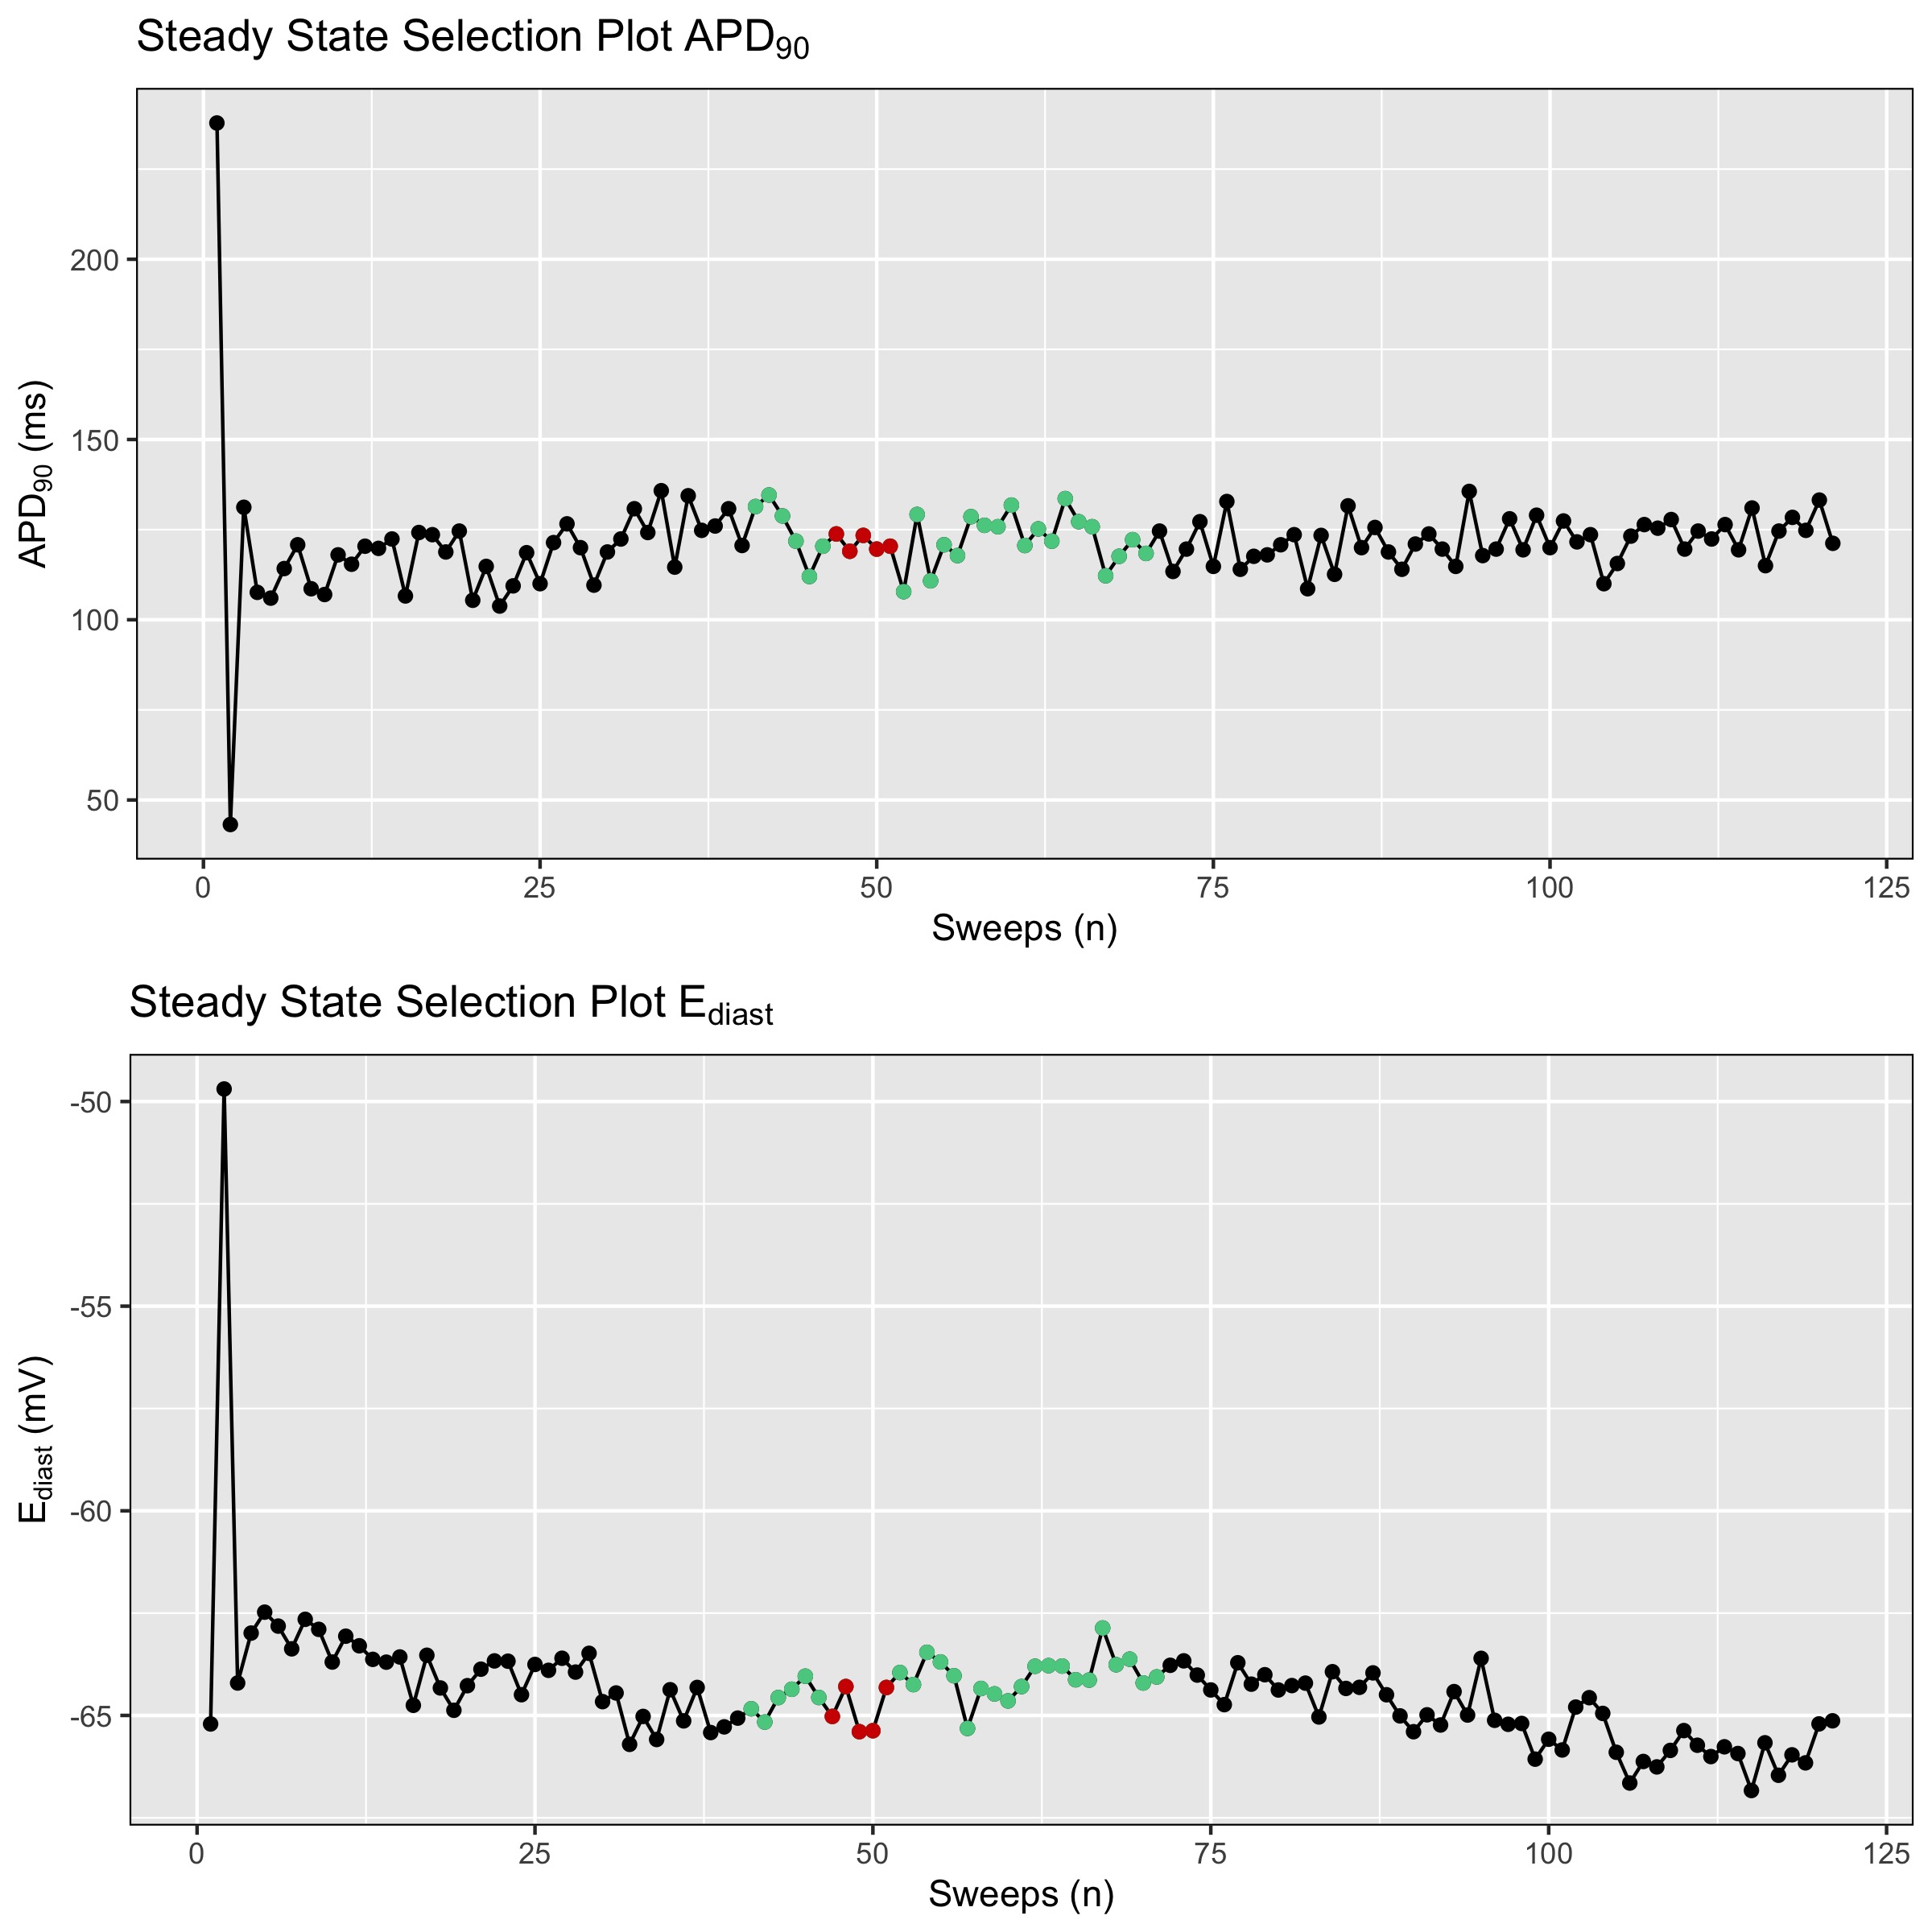 Steady State Selection Plot APD90
200
150
100
50
APD90 (ms)
0 25 50 75 100 125
Sweeps (n)
Steady State Selection Plot Ediast
-50
-55
-60
-65
Ediast (mV)
0 25 50 75 100 125
Sweeps (n)